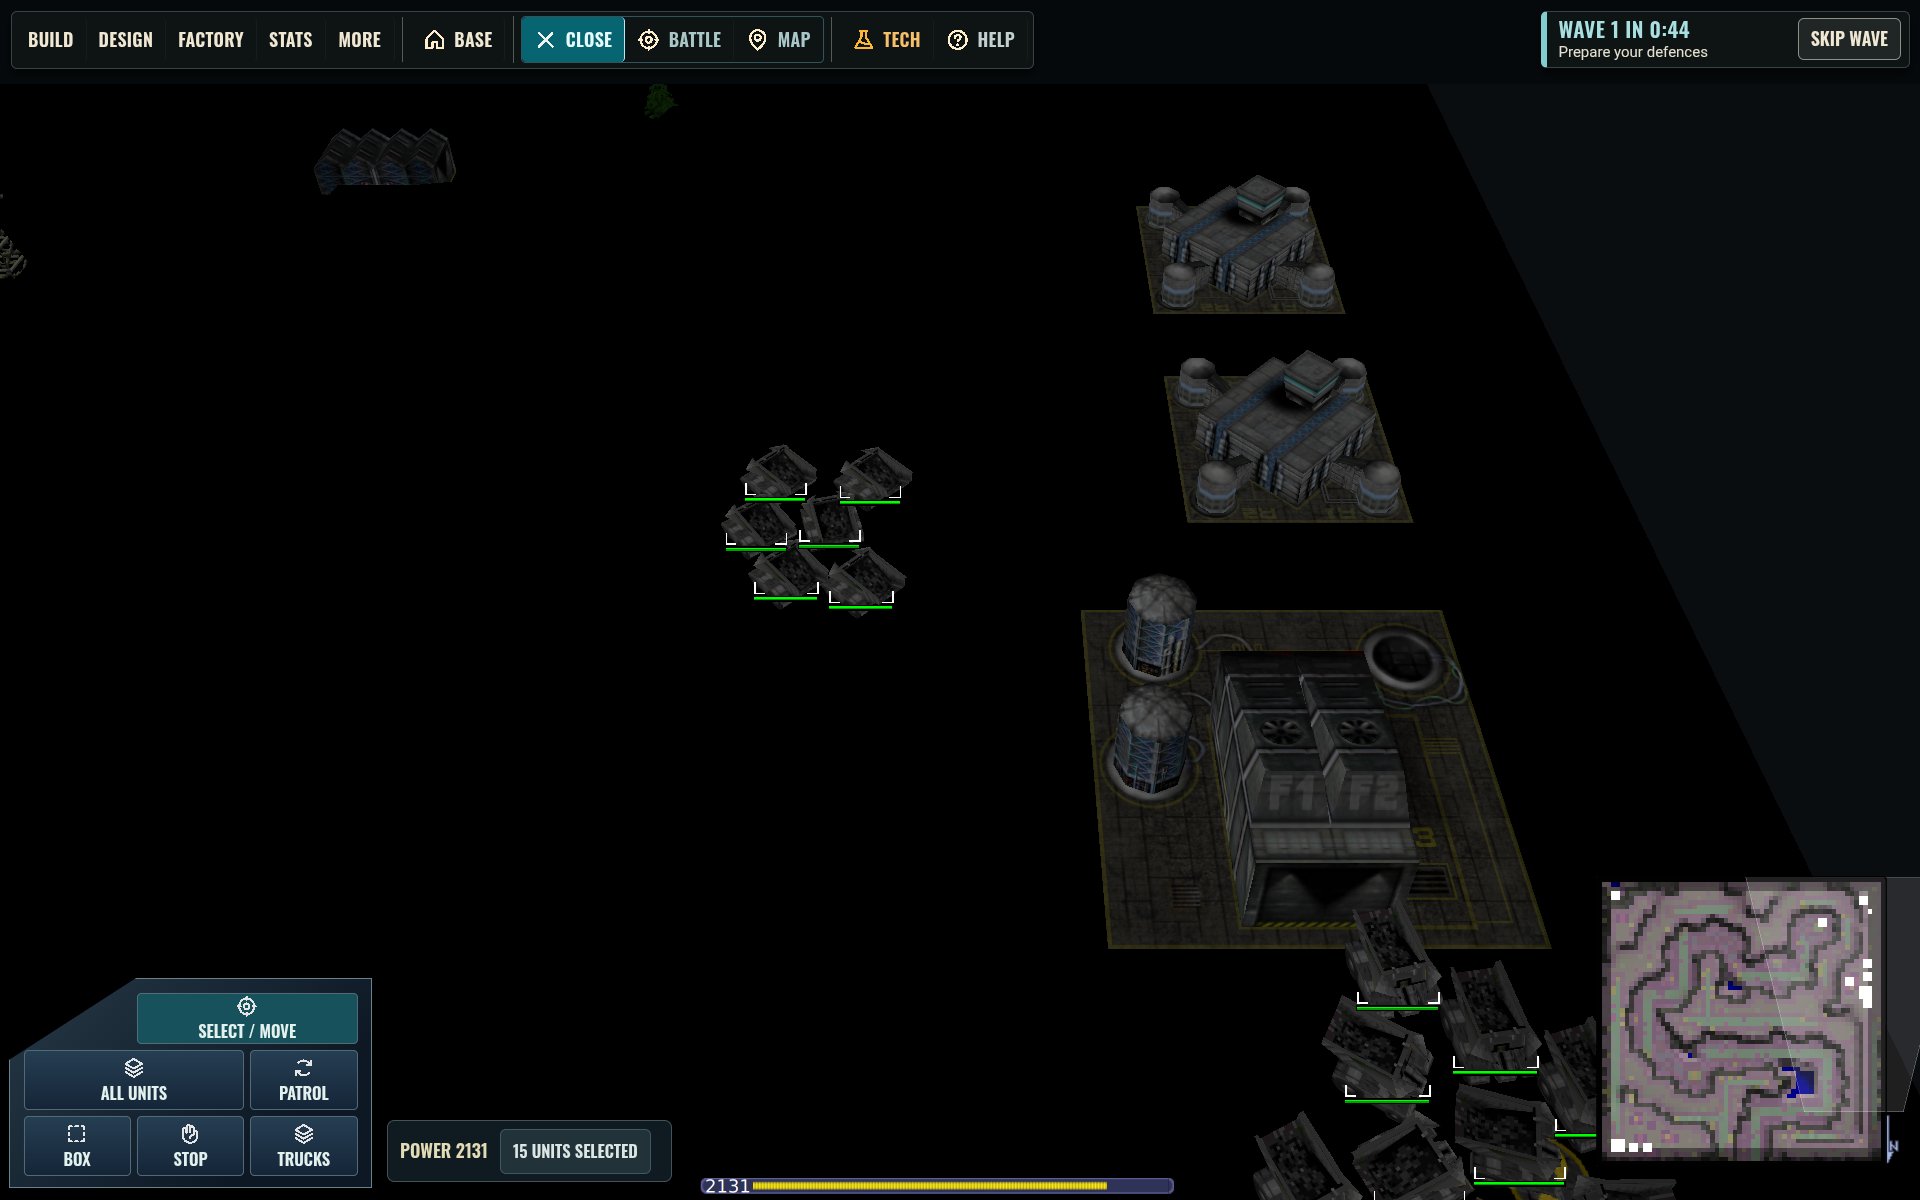 BUILD
DESIGN
FACTORY
STATS
MORE
BASE
CLOSE
BATTLE
MAP
TECH
HELP
WAVE 1 IN 0:44
Prepare your defences
SKIP WAVE
F1 F2
3
SELECT / MOVE
ALL UNITS
PATROL
BOX
STOP
TRUCKS
POWER 2131
15 UNITS SELECTED
2131
N